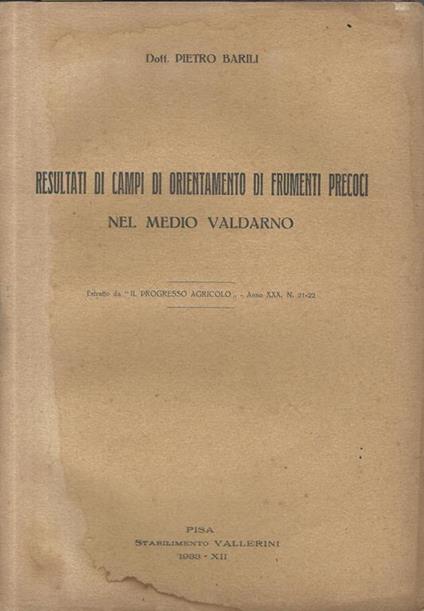 Dott. PIETRO BARILI
RESULTATI DI CAMPI DI ORIENTAMENTO DI FRUMENTI PRECOCI
NEL MEDIO VALDARNO
Estratto da "IL PROGRESSO AGRICOLO„ - Anno XXX, N. 21-22
PISA
STABILIMENTO VALLERINI
1933 - XII